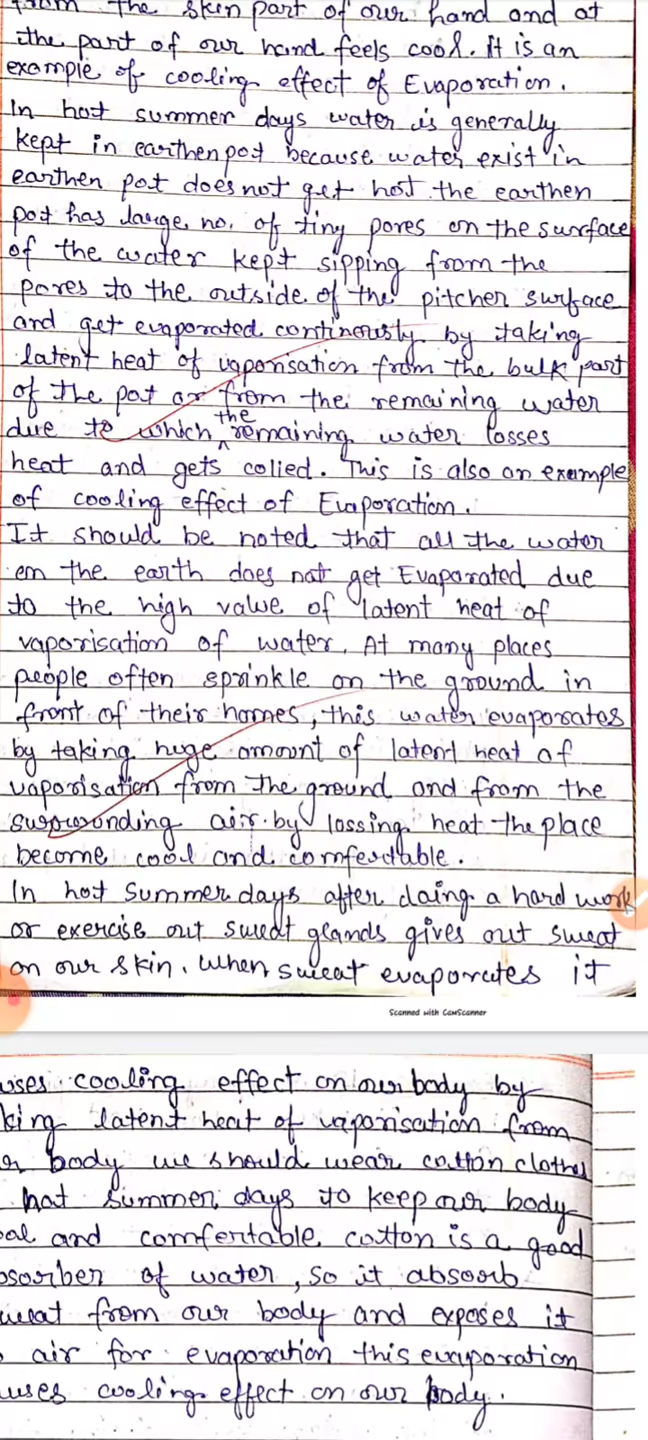 from the skin part of our hand and at
the part of our hand feels cool. It is an
example of cooling effect of Evaporation.
In hot summer days water is generally
kept in earthen pot because water exist in
earthen pot does not get hot the earthen
pot has large no. of tiny pores on the surface
of the water kept sipping from the
pores to the outside of the pitcher surface
and get evaporated continously by taking
latent heat of vaporisation from the bulk part
of the pot or from the remaining water
due to which the remaining water losses
heat and gets colied. This is also an example
of cooling effect of Evaporation.
It should be noted that all the water
em the earth does not get Evaporated due
to the high value of latent heat of
vaporisation of water. At many places
people often sprinkle on the ground in
front of their homes, this water evaporates
by taking huge amount of latent heat of
vaporisation from the ground and from the
surrounding air. by lossing heat the place
become cool and comfertable.
In hot summer days after doing a hard work
or exercise out sweat glands gives out sweat
on our skin. When sweat evaporates it
Scanned with CamScanner
uses cooling effect on our body by
king latent heat of vaporisation from
r body we should wear cotton clothes
hot summer days to keep our body
ool and comfertable. cotton is a good
bsorber of water, so it absorb
weat from our body and exposes it
air for evaporation this evaporation
uses cooling effect on our body.